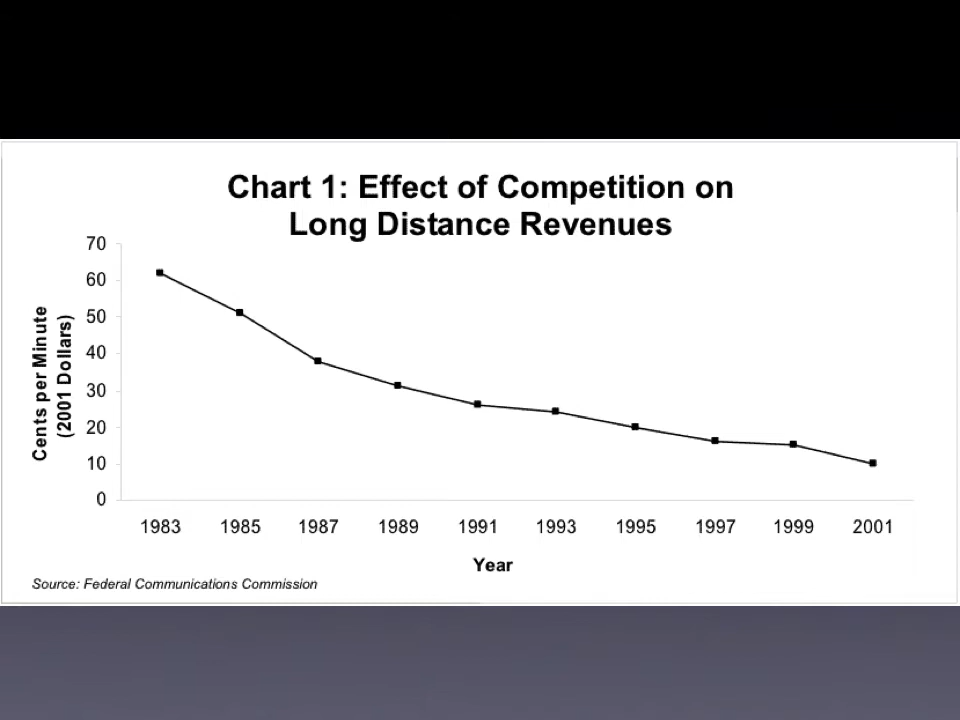 Chart 1: Effect of Competition on
Long Distance Revenues
70
60
50
40
30
20
10
0
Cents per Minute
(2001 Dollars)
1983 1985 1987 1989 1991 1993 1995 1997 1999 2001
Year
Source: Federal Communications Commission